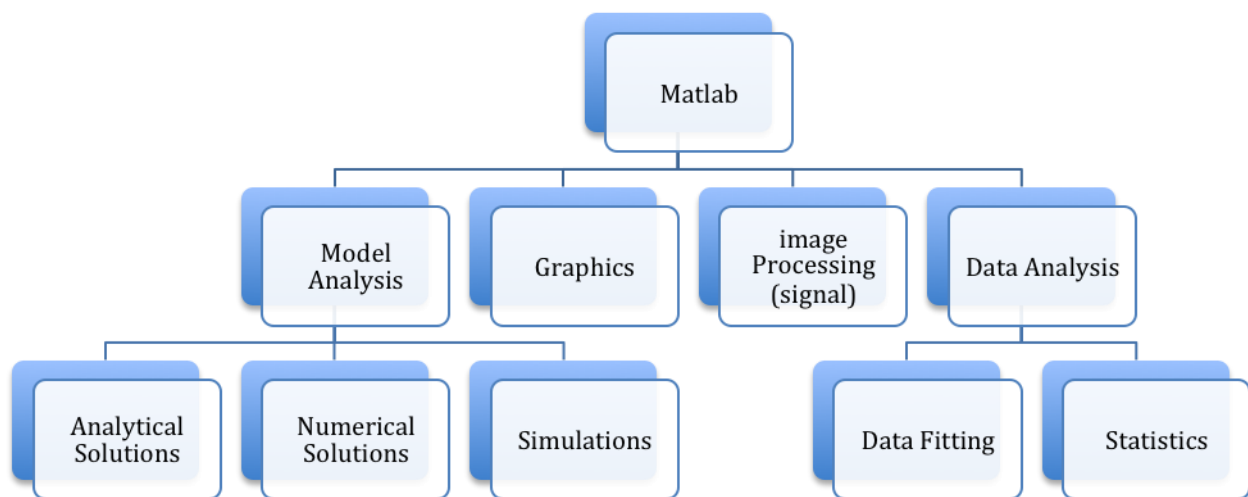 Matlab
Model
Analysis
Graphics
image
Processing
(signal)
Data Analysis
Analytical
Solutions
Numerical
Solutions
Simulations
Data Fitting
Statistics